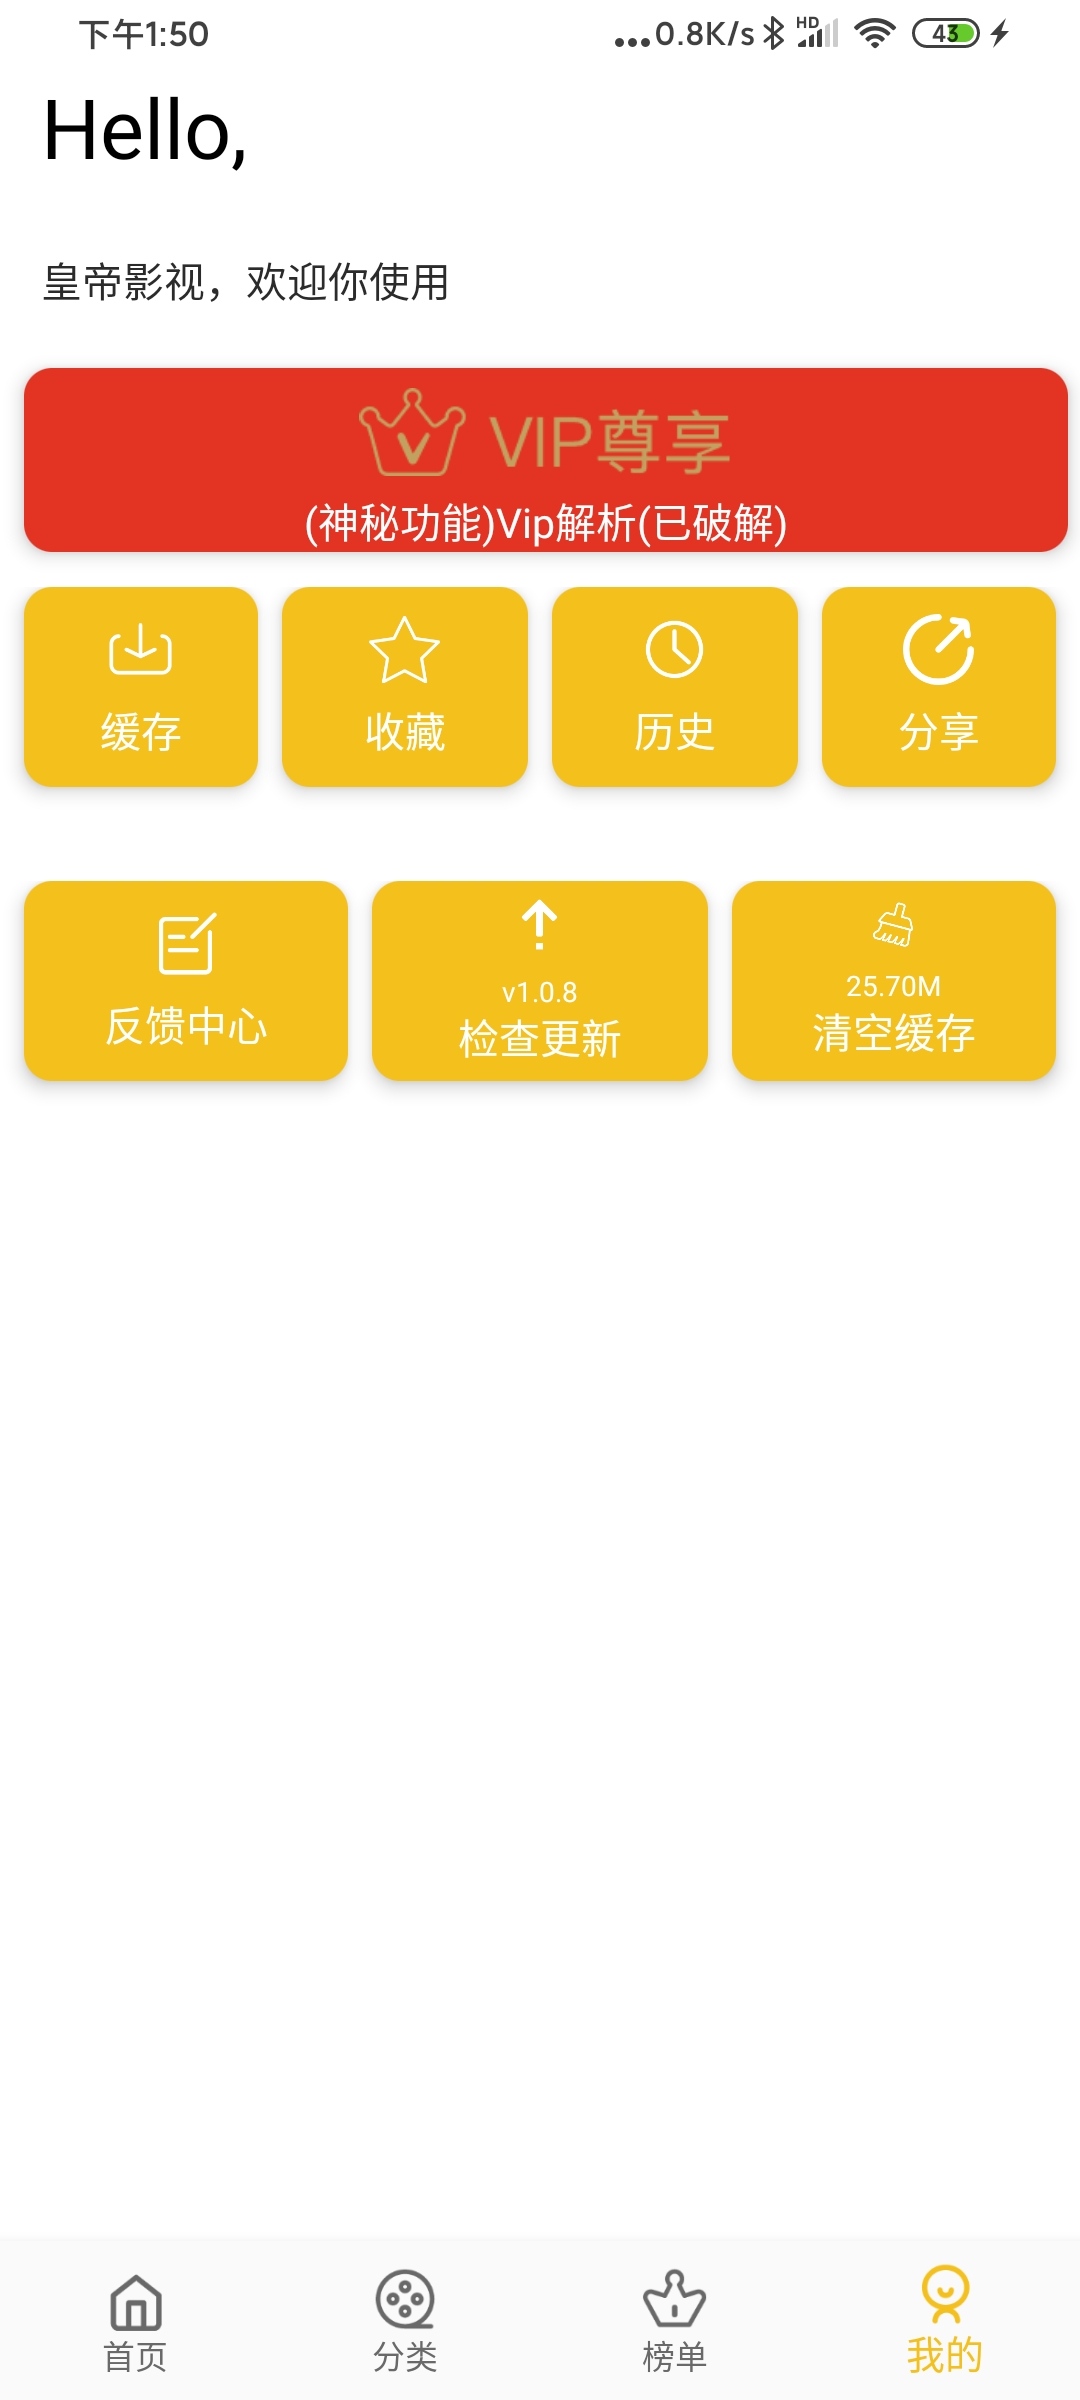 下午1:50
...0.8K/s HD 43
Hello,
皇帝影视，欢迎你使用
VIP尊享
(神秘功能)Vip解析(已破解)
缓存 收藏 历史 分享
v1.0.8 25.70M
反馈中心 检查更新 清空缓存
首页 分类 榜单 我的